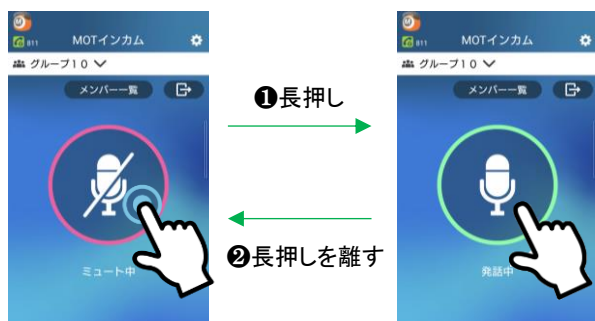 811 MOTインカム
グループ10
メンバー一覧
ミュート中
❶長押し
❷長押しを離す
811 MOTインカム
グループ10
メンバー一覧
発話中